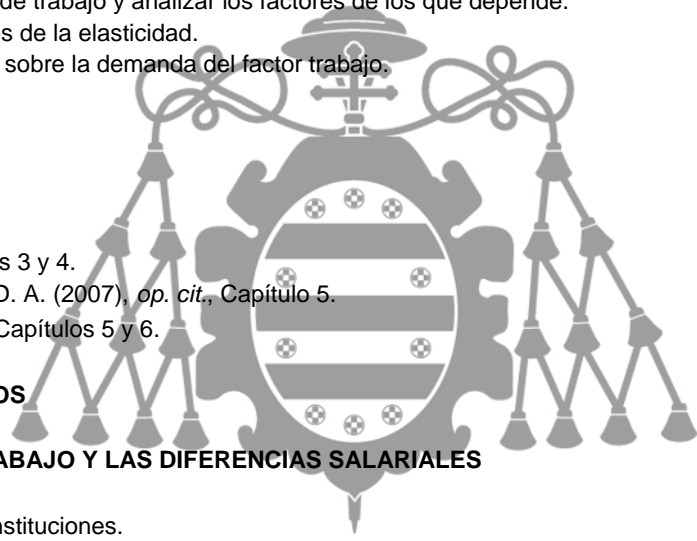 de trabajo y analizar los factores de los que depende.
es de la elasticidad.
sobre la demanda del factor trabajo.
s 3 y 4.
D. A. (2007), op. cit., Capítulo 5.
Capítulos 5 y 6.
OS
ABAJO Y LAS DIFERENCIAS SALARIALES
nstituciones.